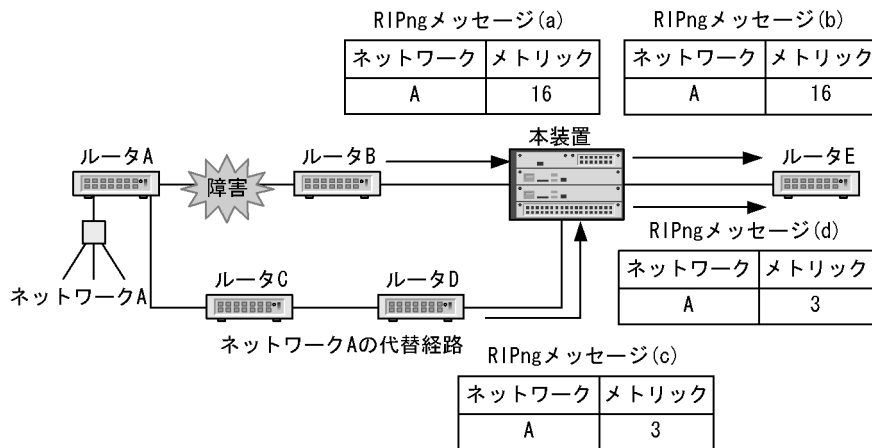 RIPngメッセージ(a)
ネットワーク メトリック
A 16
RIPngメッセージ(b)
ネットワーク メトリック
A 16
本装置
ルータA
障害
ルータB
ルータE
RIPngメッセージ(d)
ネットワーク メトリック
A 3
ネットワークA
ルータC
ルータD
ネットワークAの代替経路
RIPngメッセージ(c)
ネットワーク メトリック
A 3